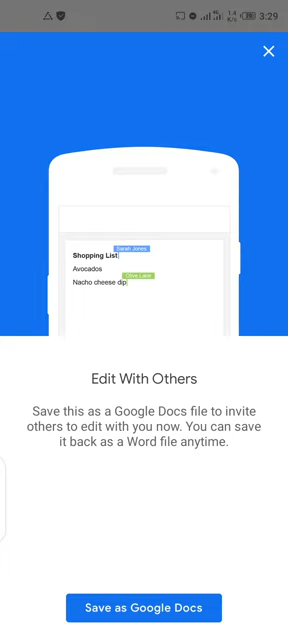 3:29
Sarah Jones
Shopping List
Avocados
Olive Lane
Nacho cheese dip
Edit With Others
Save this as a Google Docs file to invite
others to edit with you now. You can save
it back as a Word file anytime.
Save as Google Docs